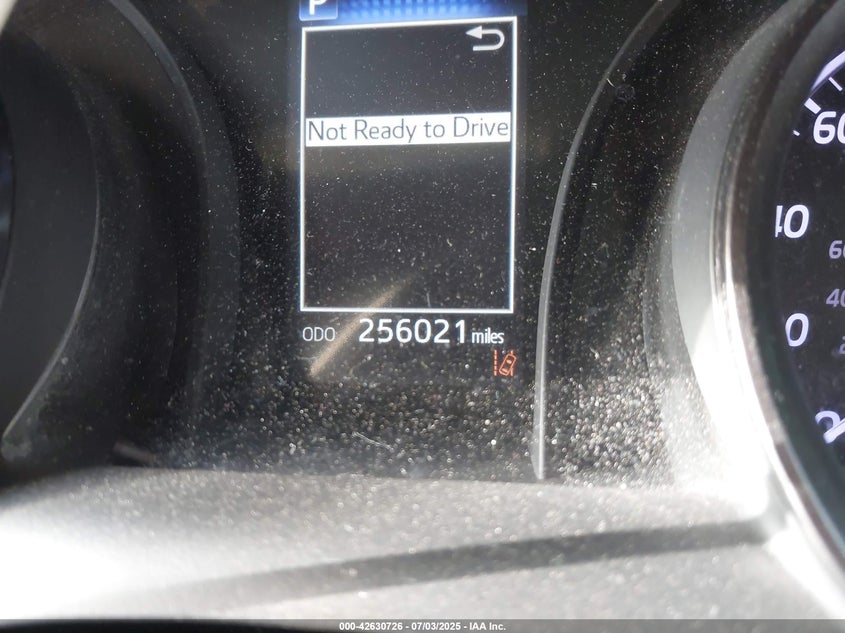 P
Not Ready to Drive
ODO 256021 miles
60
40
0
000-42630726 - 07/03/2025 - IAA Inc.